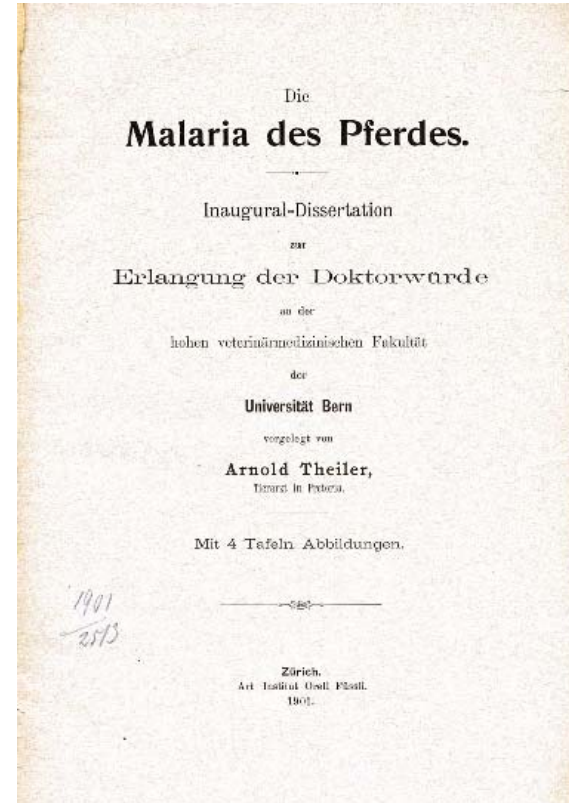 Die
Malaria des Pferdes.
Inaugural-Dissertation
zur
Erlangung der Doktorwürde
an der
hohen veterinärmedizinischen Fakultät
der
Universität Bern
vorgelegt von
Arnold Theiler,
Tierarzt in Pretoria.
Mit 4 Tafeln Abbildungen.
1901
2513
Zürich.
Art Institut Orell Füssli.
1901.